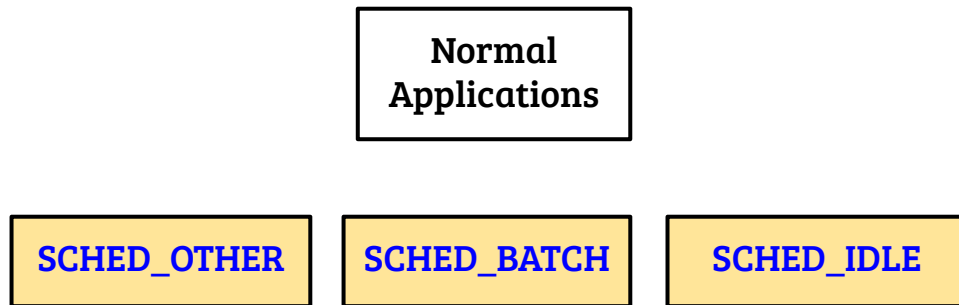 Normal
Applications
SCHED_OTHER
SCHED_BATCH
SCHED_IDLE